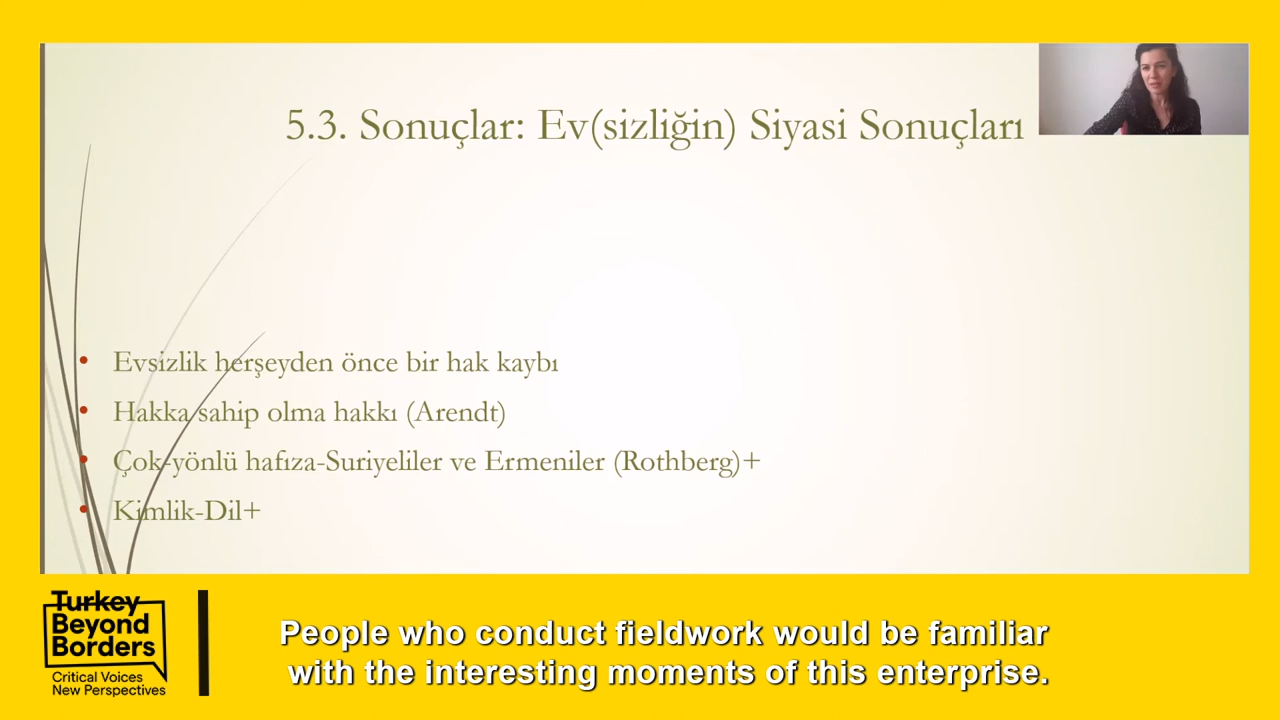 5.3. Sonuçlar: Ev(sizliğin) Siyasi Sonuçları
• Evsizlik herşeyden önce bir hak kaybı
• Hakka sahip olma hakkı (Arendt)
• Çok-yönlü hafıza-Suriyeliler ve Ermeniler (Rothberg)+
• Kimlik-Dil+
Turkey
Beyond
Borders
Critical Voices
New Perspectives
People who conduct fieldwork would be familiar
with the interesting moments of this enterprise.